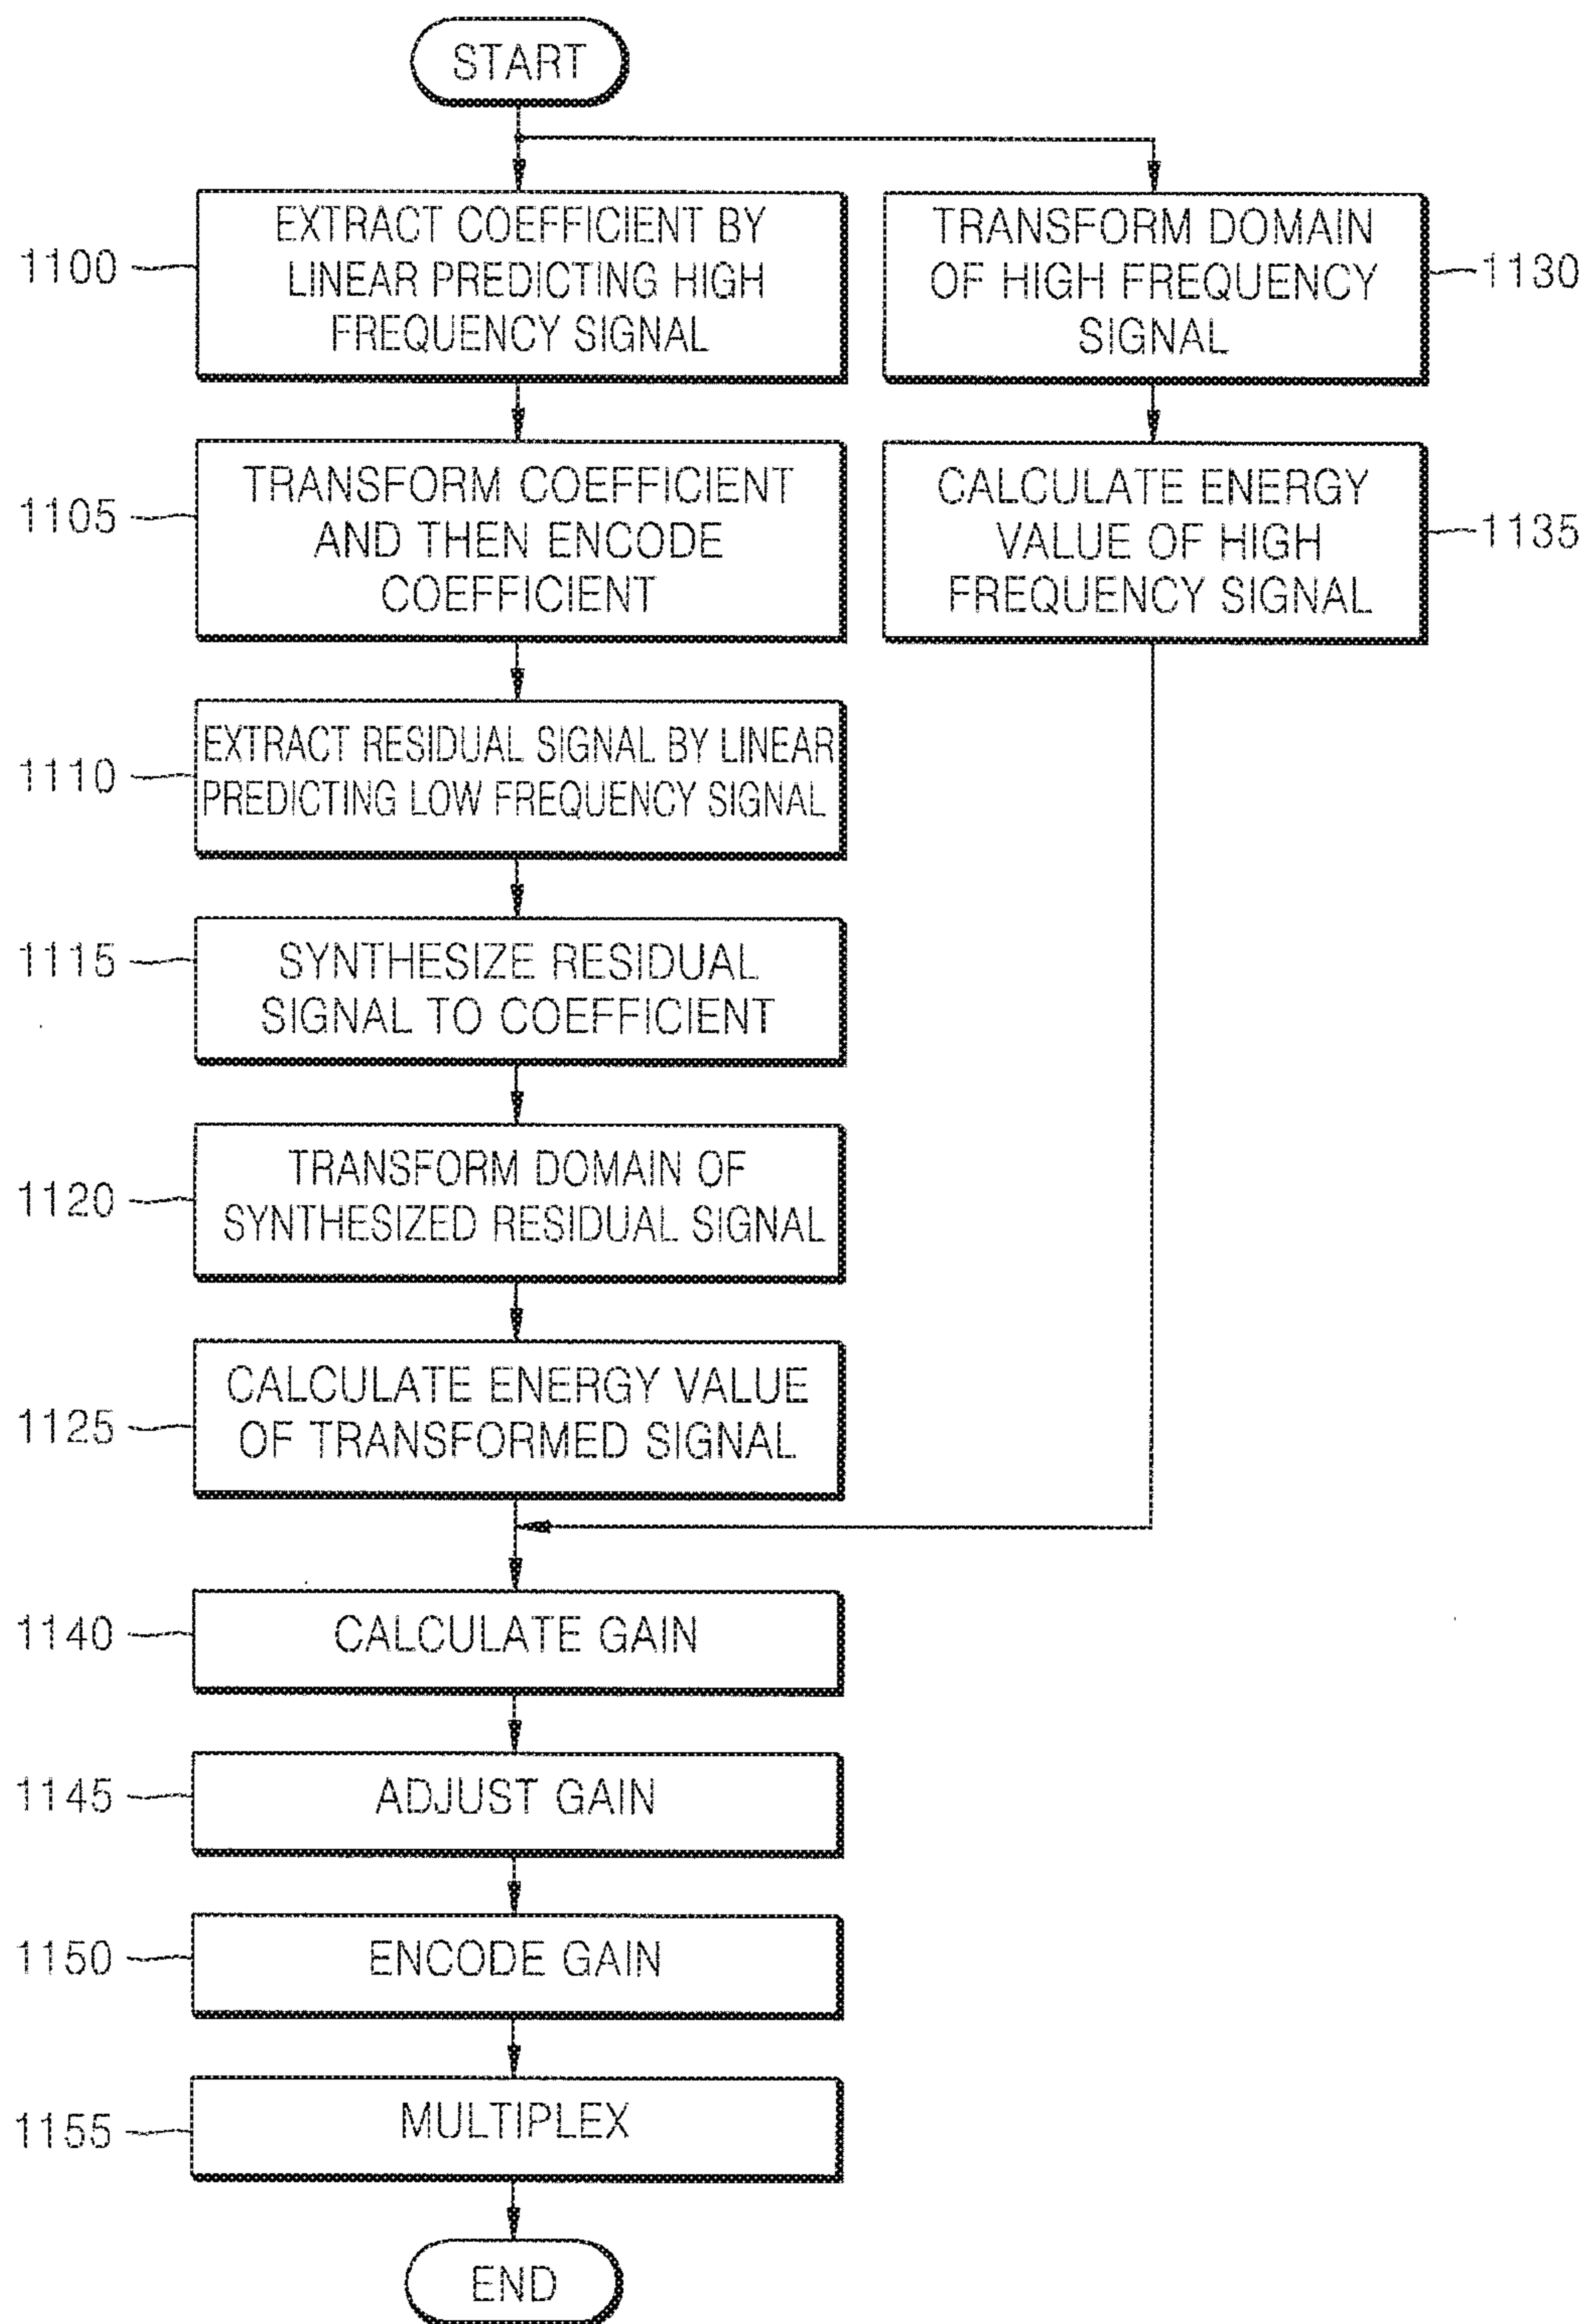 START
1100
EXTRACT COEFFICIENT BY
LINEAR PREDICTING HIGH
FREQUENCY SIGNAL
TRANSFORM DOMAIN
OF HIGH FREQUENCY
SIGNAL
1130
1105
TRANSFORM COEFFICIENT
AND THEN ENCODE
COEFFICIENT
CALCULATE ENERGY
VALUE OF HIGH
FREQUENCY SIGNAL
1135
1110
EXTRACT RESIDUAL SIGNAL BY LINEAR
PREDICTING LOW FREQUENCY SIGNAL
1115
SYNTHESIZE RESIDUAL
SIGNAL TO COEFFICIENT
1120
TRANSFORM DOMAIN OF
SYNTHESIZED RESIDUAL SIGNAL
1125
CALCULATE ENERGY VALUE
OF TRANSFORMED SIGNAL
1140
CALCULATE GAIN
1145
ADJUST GAIN
1150
ENCODE GAIN
1155
MULTIPLEX
END